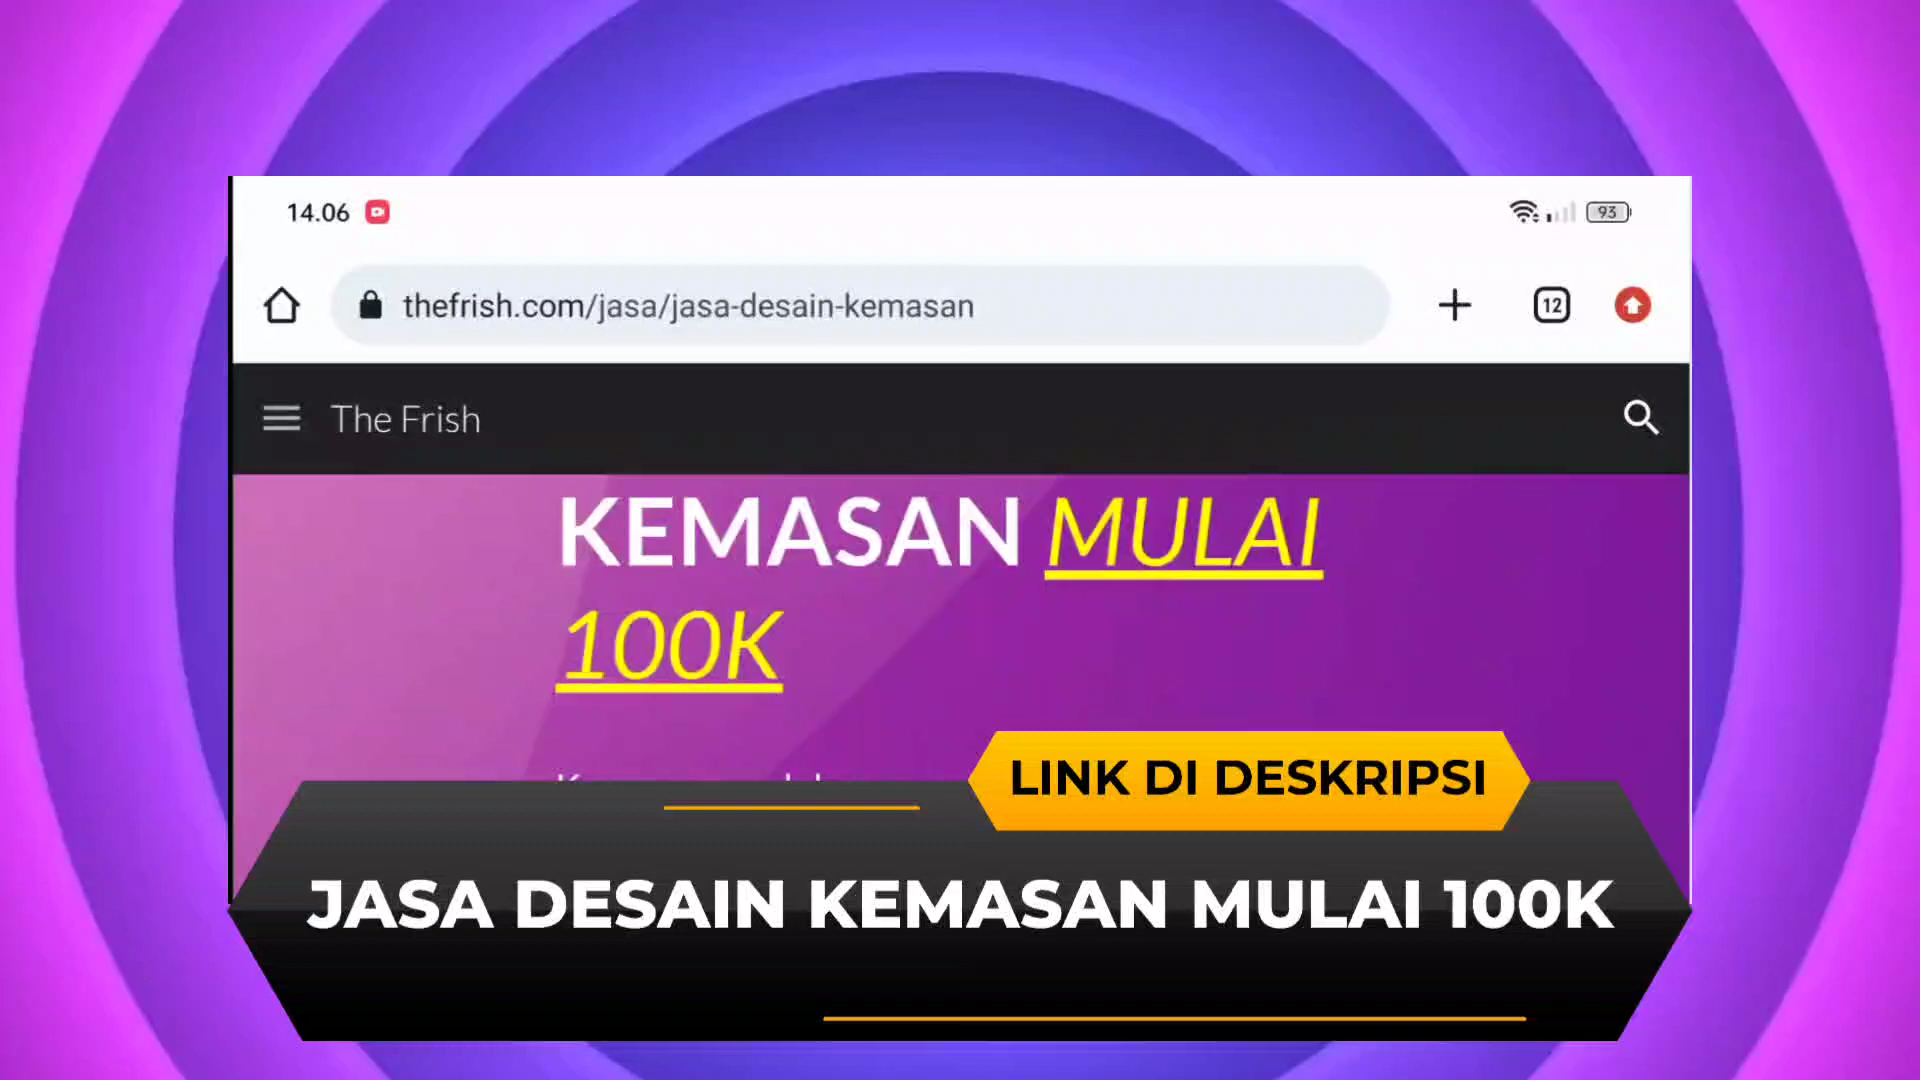 14.06
93
thefrish.com/jasa/jasa-desain-kemasan
12
The Frish
KEMASAN MULAI
100K
LINK DI DESKRIPSI
JASA DESAIN KEMASAN MULAI 100K